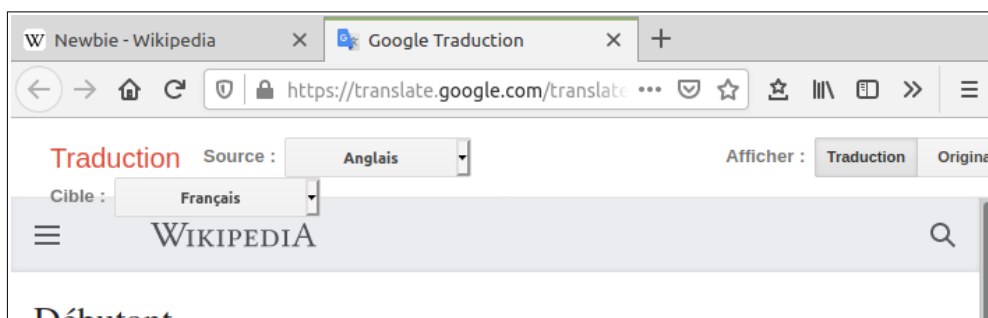 W Newbie - Wikipedia
Google Traduction
https://translate.google.com/translate
Traduction Source : Anglais Afficher : Traduction Origina
Cible : Français
WIKIPEDIA
Débutant